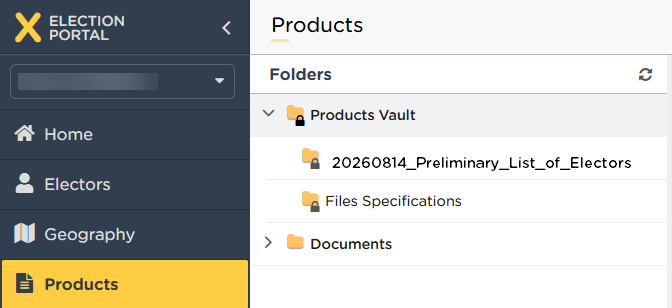 ELECTION
PORTAL
Products
Folders
Home
Electors
Geography
Products
Products Vault
20260814_Preliminary_List_of_Electors
Files Specifications
Documents